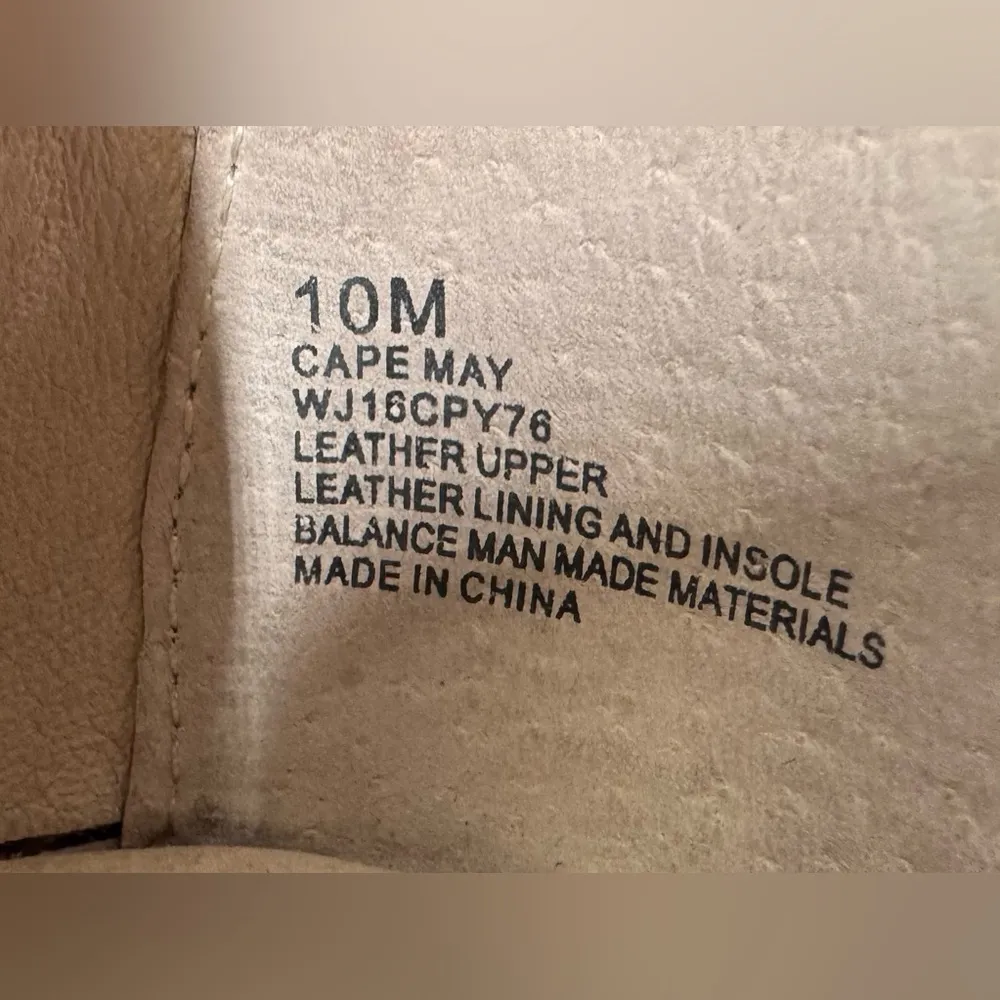 10M
CAPE MAY
WJ16CPY76
LEATHER UPPER
LEATHER LINING AND INSOLE
BALANCE MAN MADE MATERIALS
MADE IN CHINA